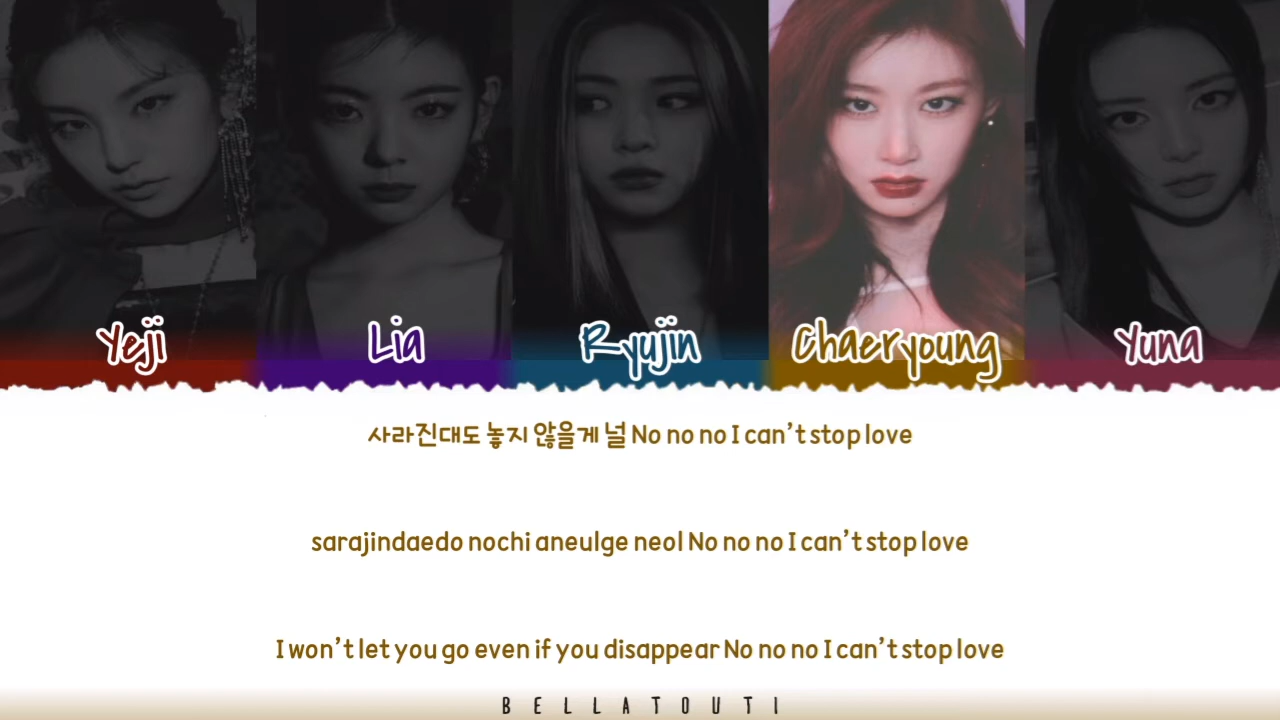 Yeji Lia Ryujin Chaeryoung Yuna
사라진대도 놓지 않을게 널 No no no I can't stop love
sarajindaedo nochi aneulge neol No no no I can't stop love
I won't let you go even if you disappear No no no I can't stop love
BELLATOUTI